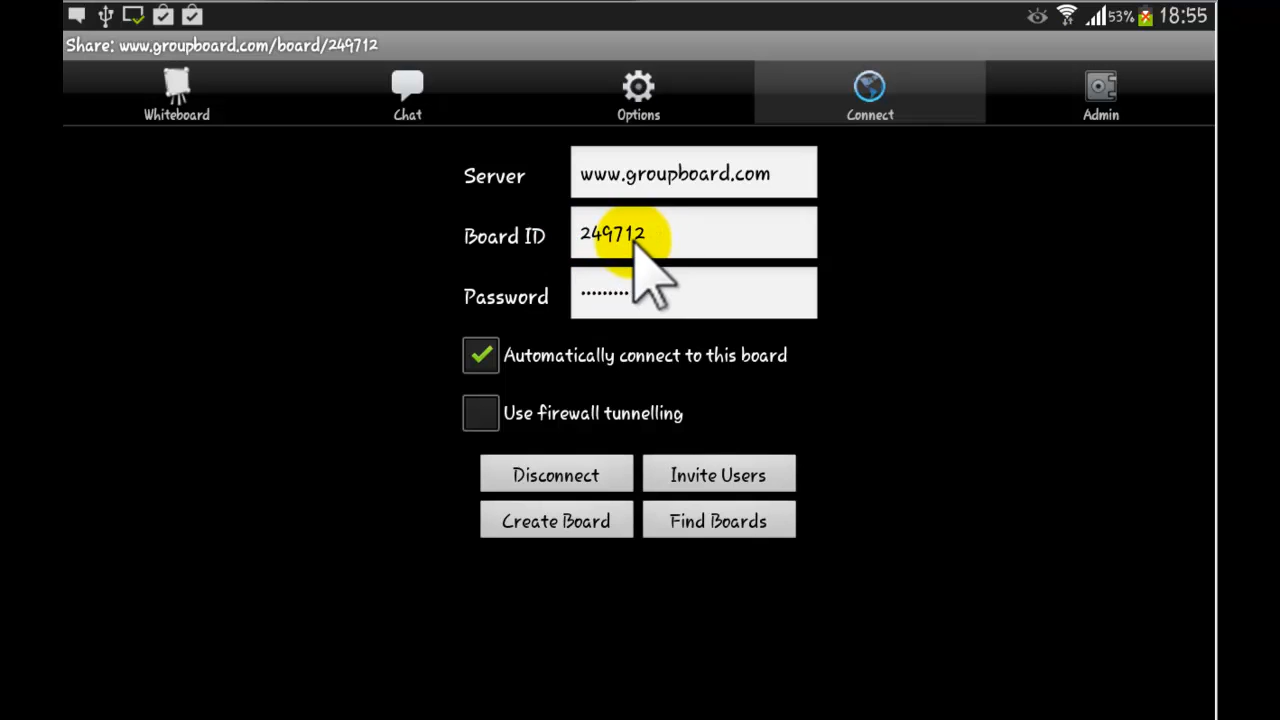 53% 18:55
Share: www.groupboard.com/board/249712
Whiteboard Chat Options Connect Admin
Server www.groupboard.com
Board ID 249712
Password •••••••••
Automatically connect to this board
Use firewall tunnelling
Disconnect Invite Users
Create Board Find Boards